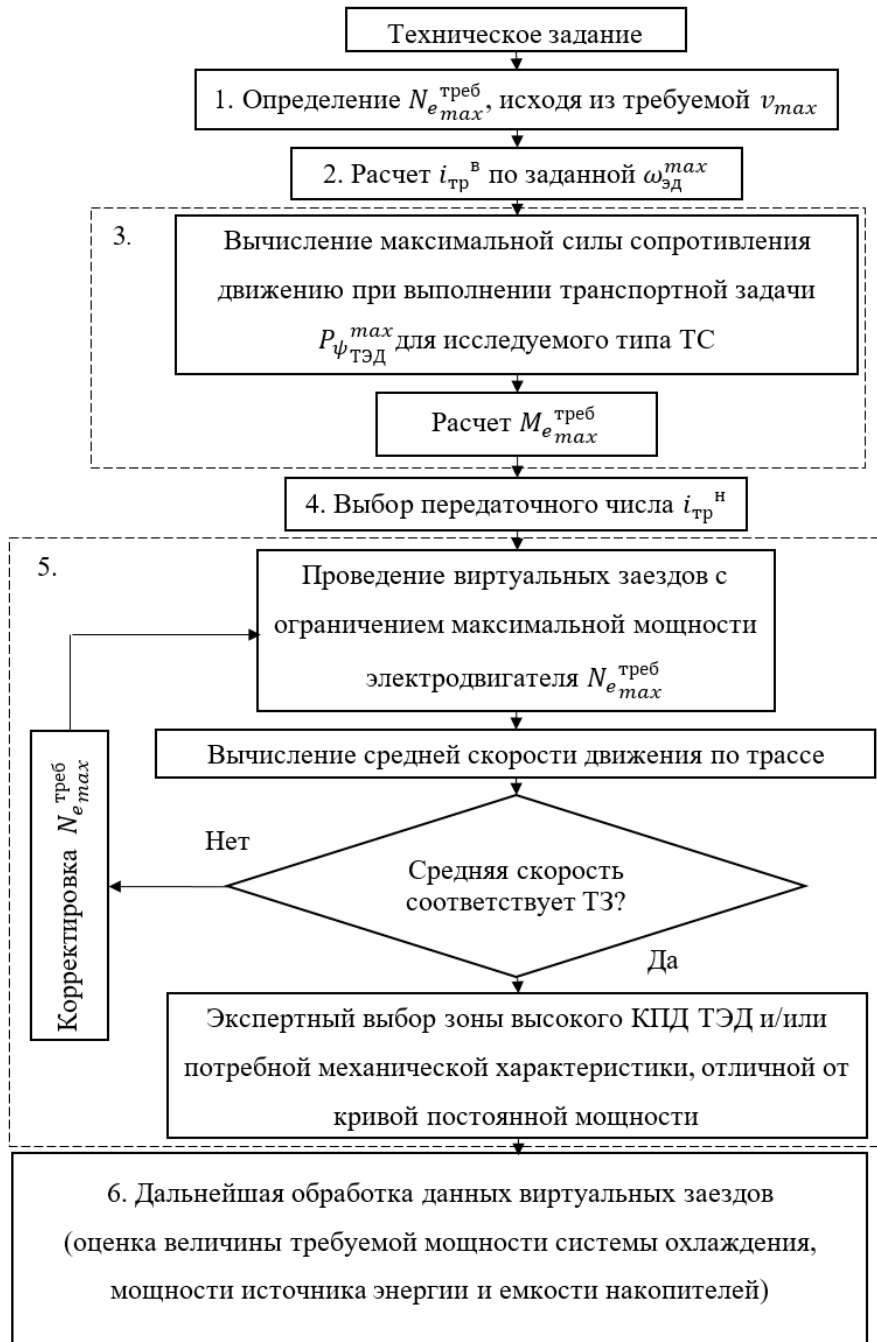 Техническое задание
1. Определение N_{e_{max}}^{треб}, исходя из требуемой v_{max}
2. Расчет i_{тр}^{в} по заданной ω_{эд}^{max}
3.
Вычисление максимальной силы сопротивления
движению при выполнении транспортной задачи
P_{ψ_{ТЭД}}^{max} для исследуемого типа ТС
Расчет M_{e_{max}}^{треб}
4. Выбор передаточного числа i_{тр}^{н}
5.
Проведение виртуальных заездов с
ограничением максимальной мощности
электродвигателя N_{e_{max}}^{треб}
Вычисление средней скорости движения по трассе
Корректировка N_{e_{max}}^{треб}
Нет
Средняя скорость
соответствует ТЗ?
Да
Экспертный выбор зоны высокого КПД ТЭД и/или
потребной механической характеристики, отличной от
кривой постоянной мощности
6. Дальнейшая обработка данных виртуальных заездов
(оценка величины требуемой мощности системы охлаждения,
мощности источника энергии и емкости накопителей)